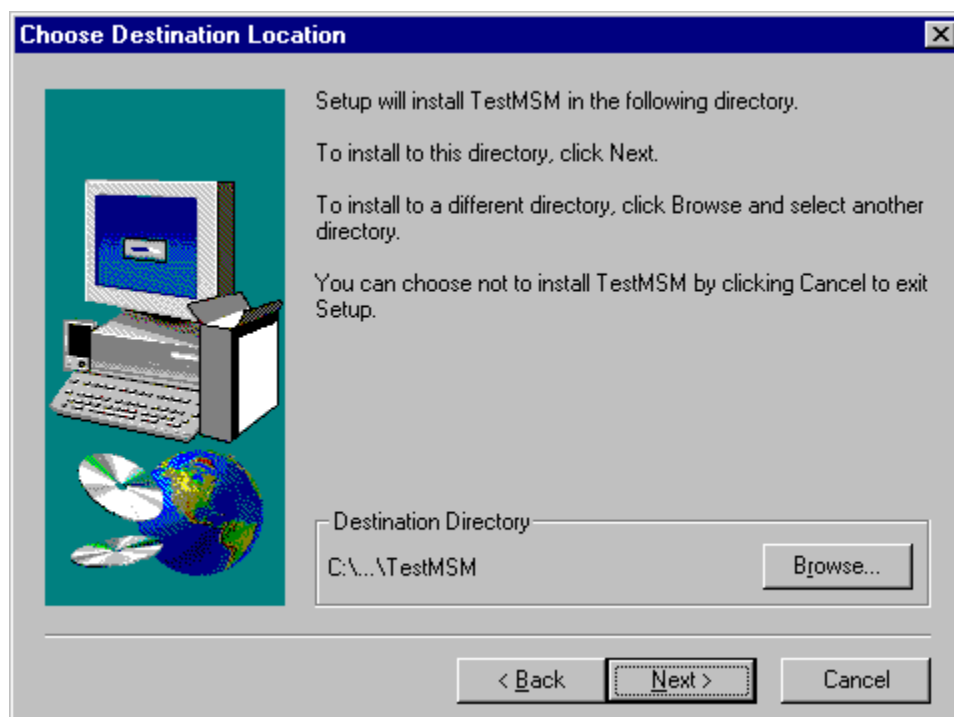 Choose Destination Location
Setup will install TestMSM in the following directory.
To install to this directory, click Next.
To install to a different directory, click Browse and select another
directory.
You can choose not to install TestMSM by clicking Cancel to exit
Setup.
Destination Directory
C:\...\TestMSM
Browse...
< Back
Next >
Cancel